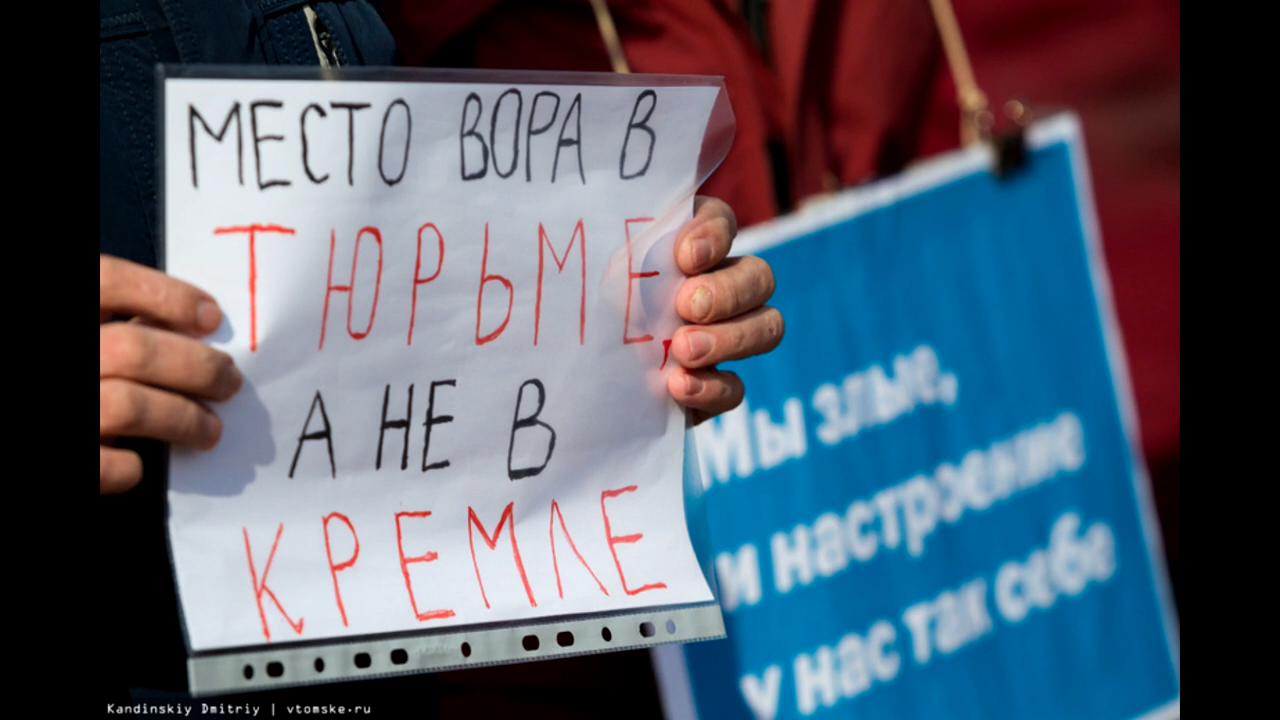 МЕСТО ВОРА В
ТЮРЬМЕ,
А НЕ В
КРЕМЛЕ
Мы злые,
и настроение
у нас так себе
Kandinskiy Dmitriy | vtomske.ru